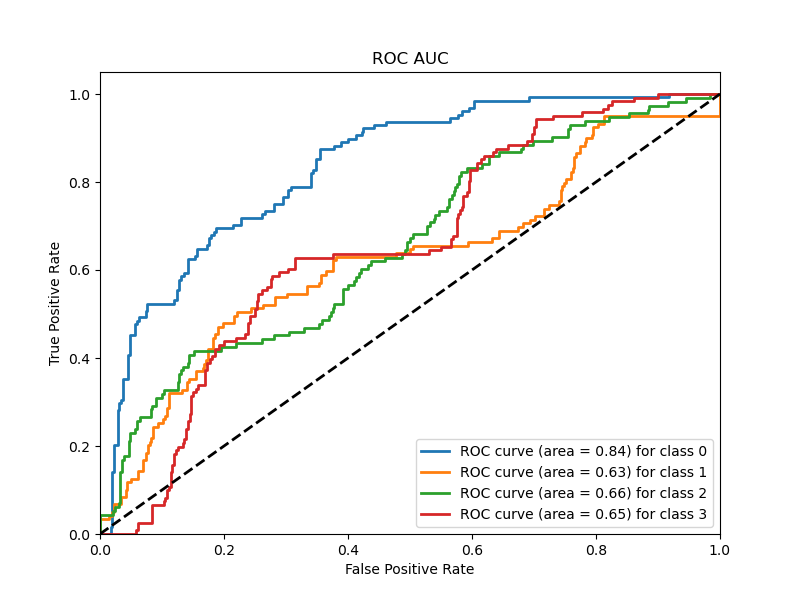 ROC AUC
True Positive Rate
1.0
0.8
0.6
0.4
0.2
0.0
0.0 0.2 0.4 0.6 0.8 1.0
False Positive Rate
ROC curve (area = 0.84) for class 0
ROC curve (area = 0.63) for class 1
ROC curve (area = 0.66) for class 2
ROC curve (area = 0.65) for class 3